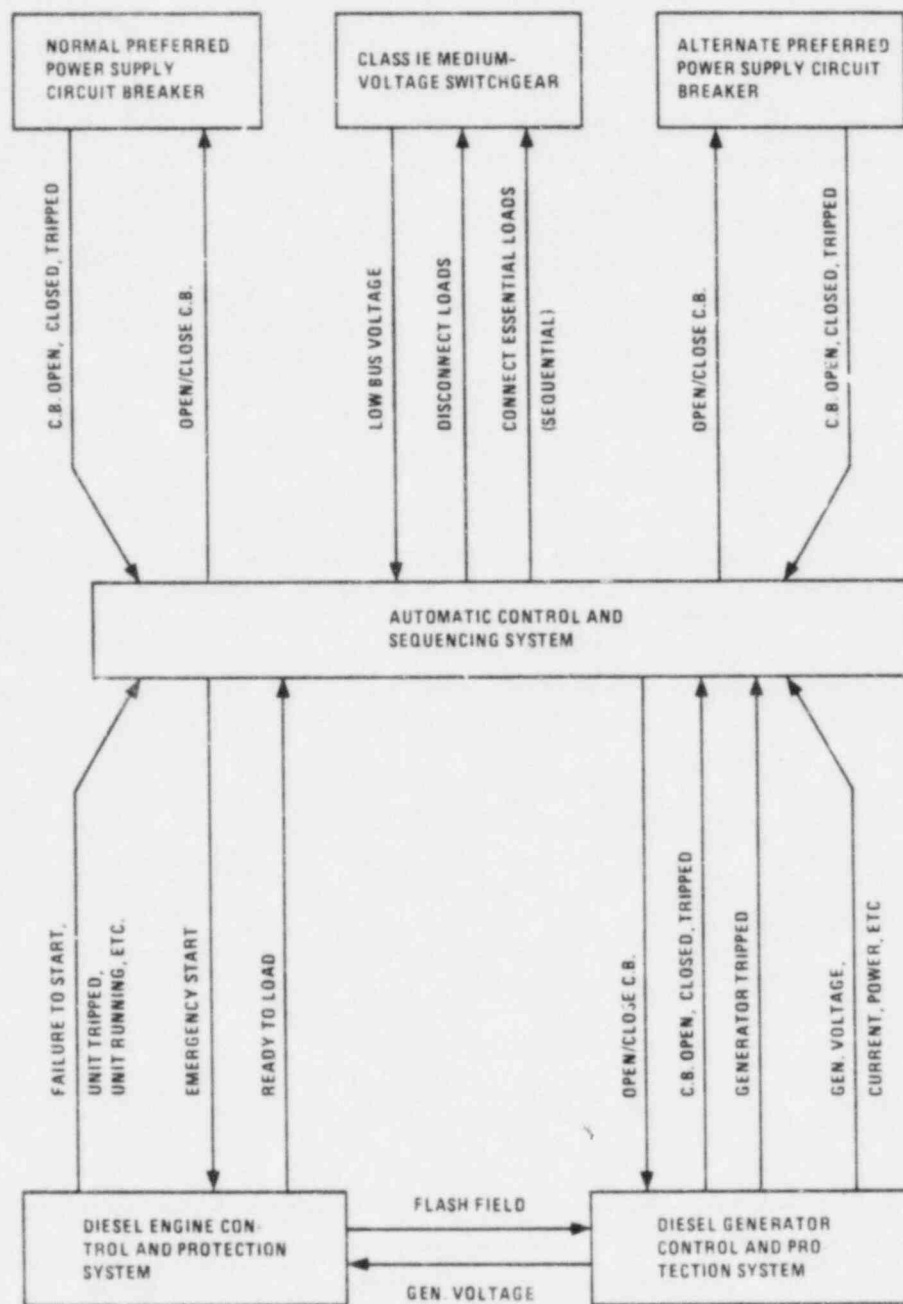 NORMAL PREFERRED
POWER SUPPLY
CIRCUIT BREAKER
CLASS IE MEDIUM-
VOLTAGE SWITCHGEAR
ALTERNATE PREFERRED
POWER SUPPLY CIRCUIT
BREAKER
C.B. OPEN, CLOSED, TRIPPED
OPEN/CLOSE C.B.
LOW BUS VOLTAGE
DISCONNECT LOADS
CONNECT ESSENTIAL LOADS
(SEQUENTIAL)
OPEN/CLOSE C.B.
C.B. OPEN, CLOSED, TRIPPED
AUTOMATIC CONTROL AND
SEQUENCING SYSTEM
FAILURE TO START,
UNIT TRIPPED,
UNIT RUNNING, ETC.
EMERGENCY START
READY TO LOAD
OPEN/CLOSE C.B.
C.B. OPEN, CLOSED, TRIPPED
GENERATOR TRIPPED
GEN. VOLTAGE,
CURRENT, POWER, ETC
DIESEL ENGINE CON-
TROL AND PROTECTION
SYSTEM
FLASH FIELD
GEN. VOLTAGE
DIESEL GENERATOR
CONTROL AND PRO-
TECTION SYSTEM